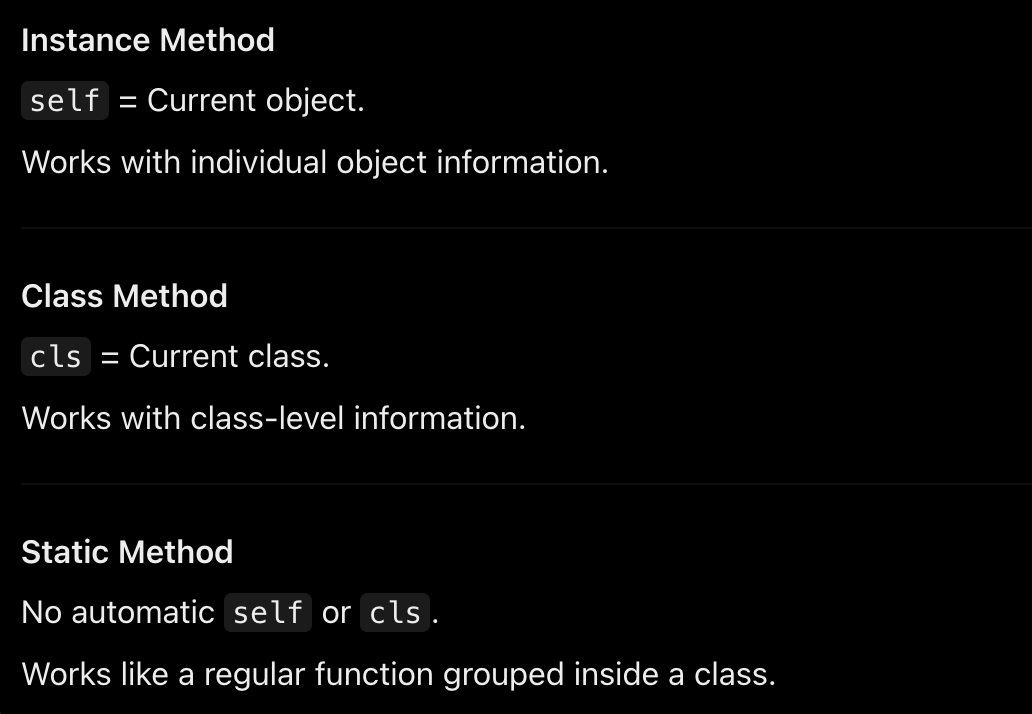 Instance Method
self = Current object.
Works with individual object information.
Class Method
cls = Current class.
Works with class-level information.
Static Method
No automatic self or cls.
Works like a regular function grouped inside a class.